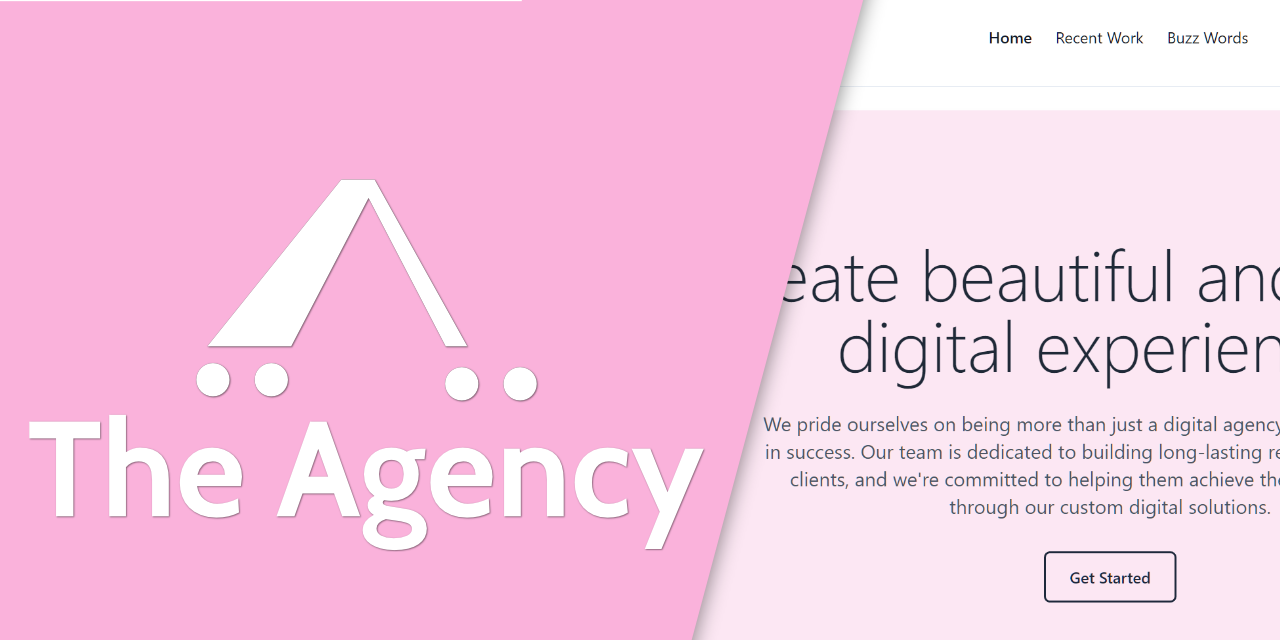 The Agency
Home Recent Work Buzz Words
eate beautiful an
digital experien
We pride ourselves on being more than just a digital agency
in success. Our team is dedicated to building long-lasting re
clients, and we're committed to helping them achieve the
through our custom digital solutions.
Get Started